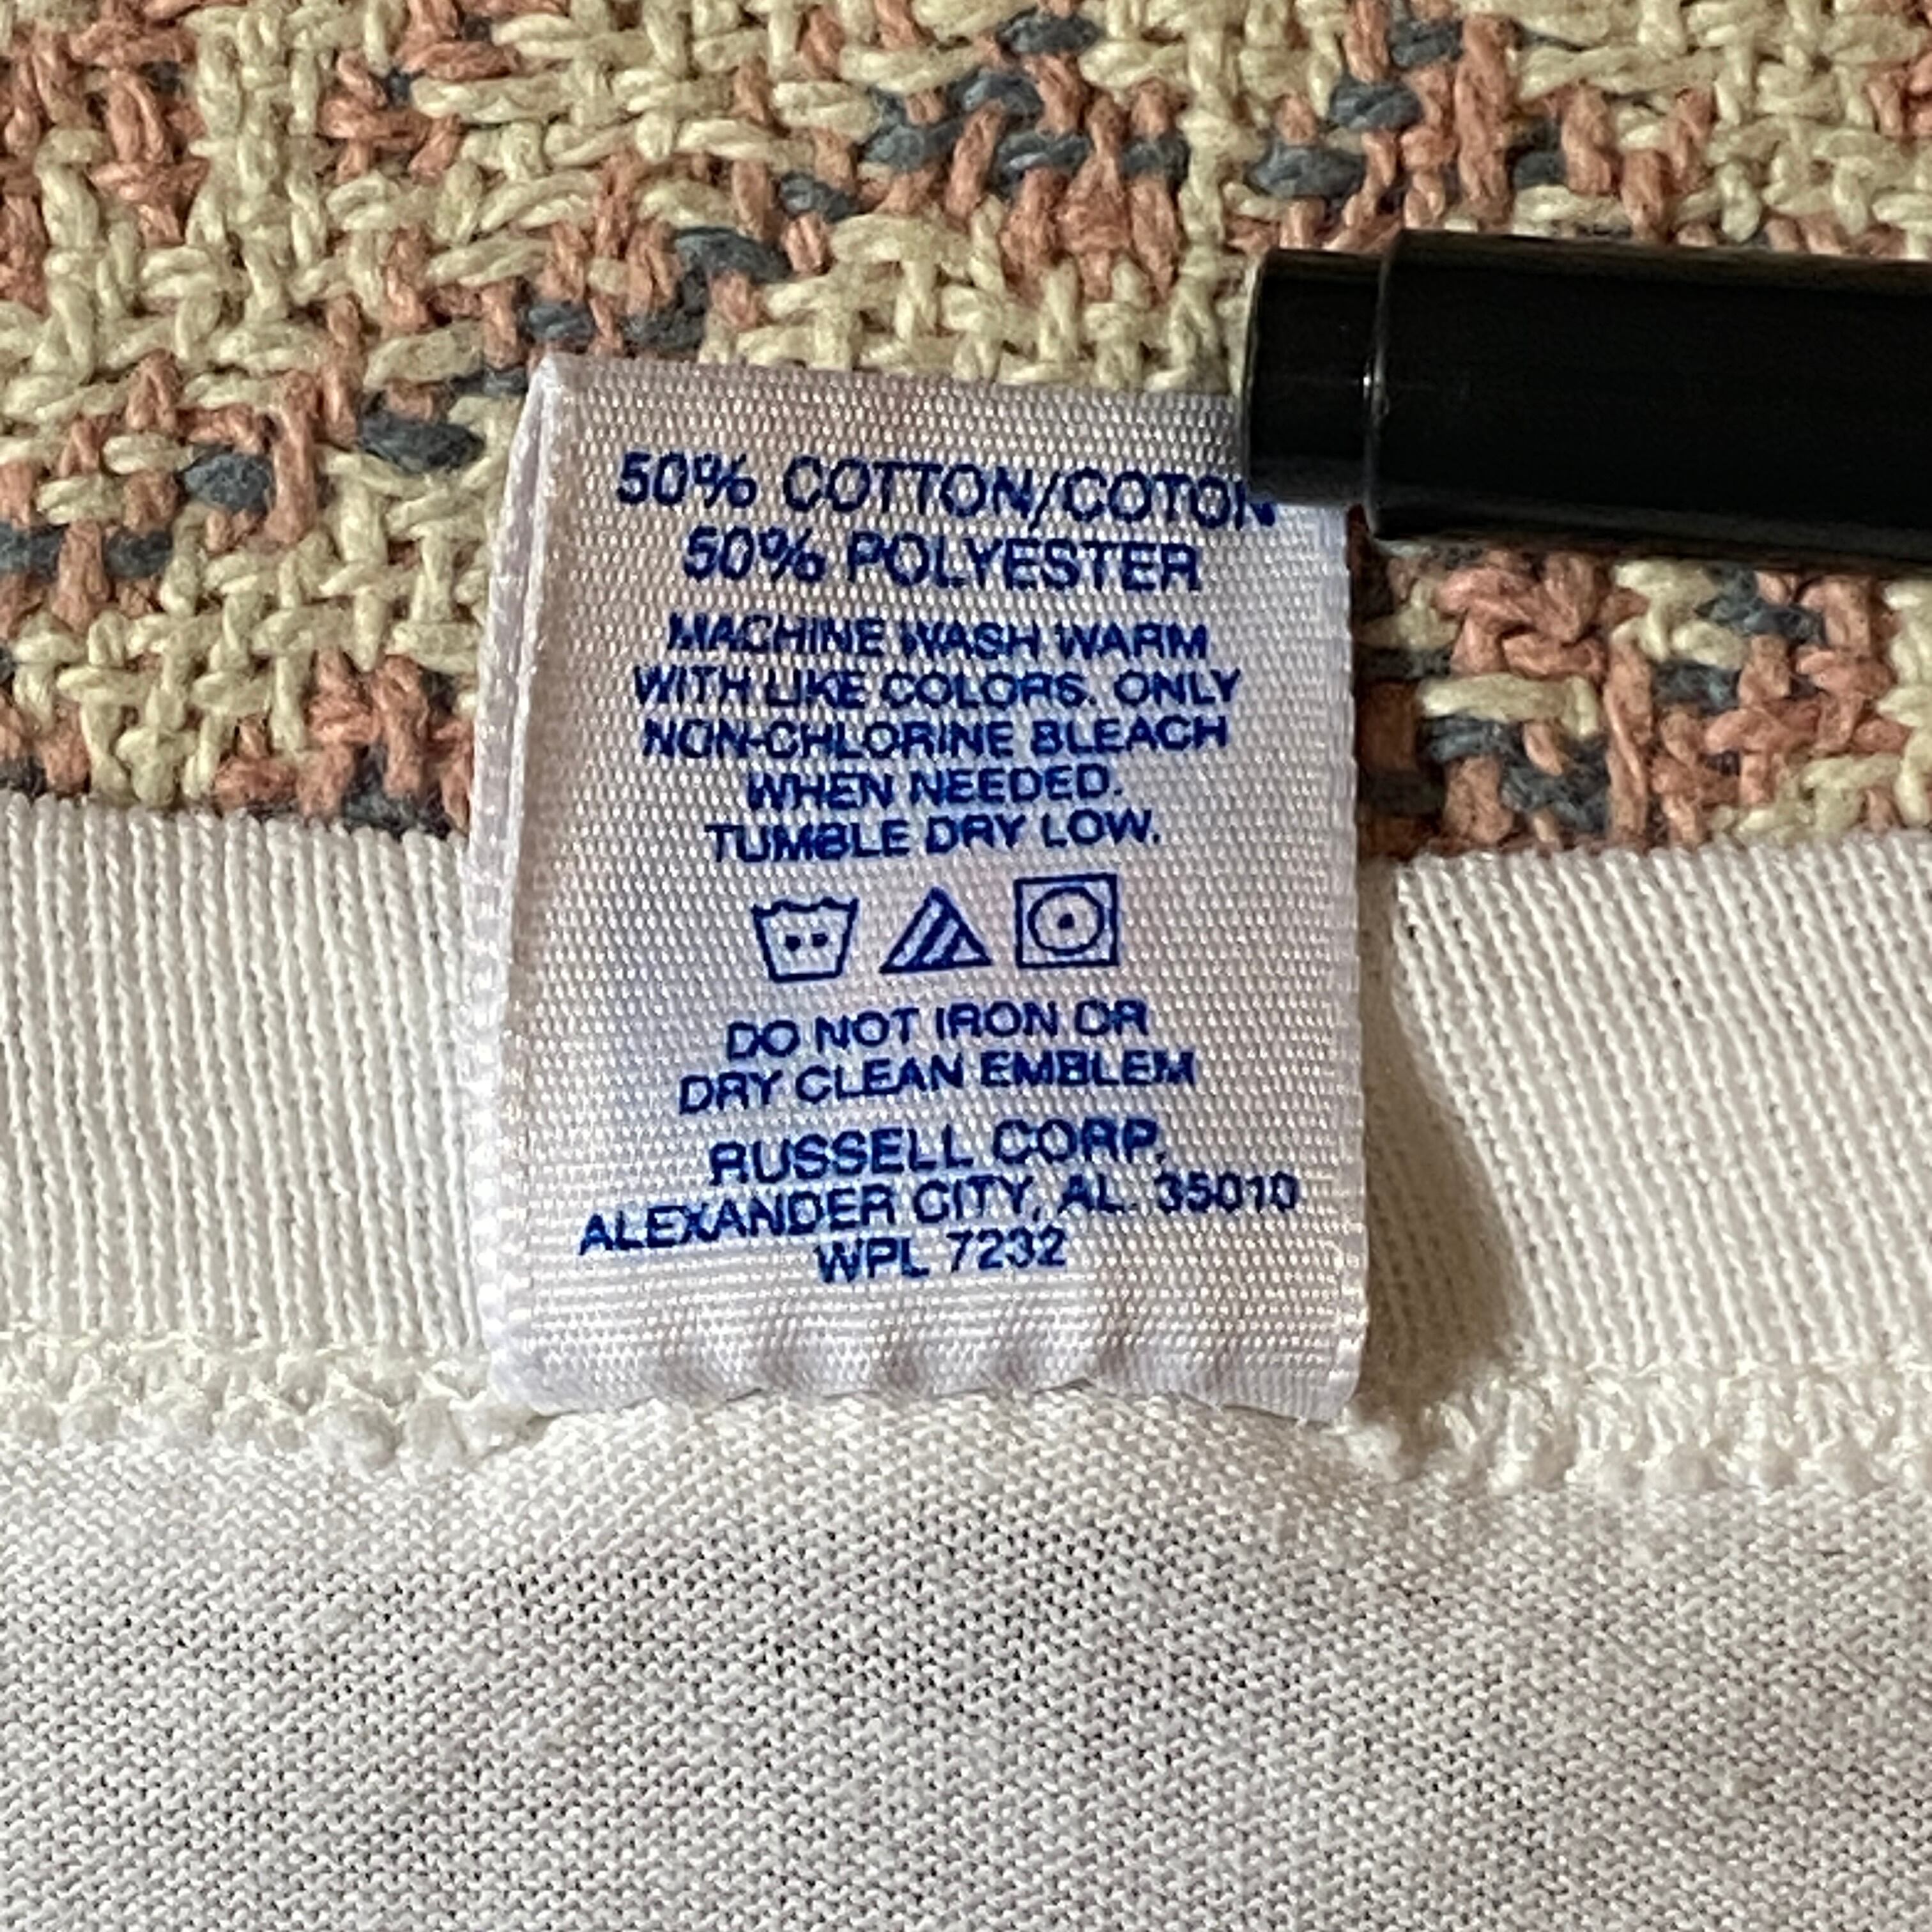 50% COTTON/COTON
50% POLYESTER
MACHINE WASH WARM
WITH LIKE COLORS. ONLY
NON-CHLORINE BLEACH
WHEN NEEDED.
TUMBLE DRY LOW.
DO NOT IRON OR
DRY CLEAN EMBLEM
RUSSELL CORP.
ALEXANDER CITY, AL. 35010
WPL 7232